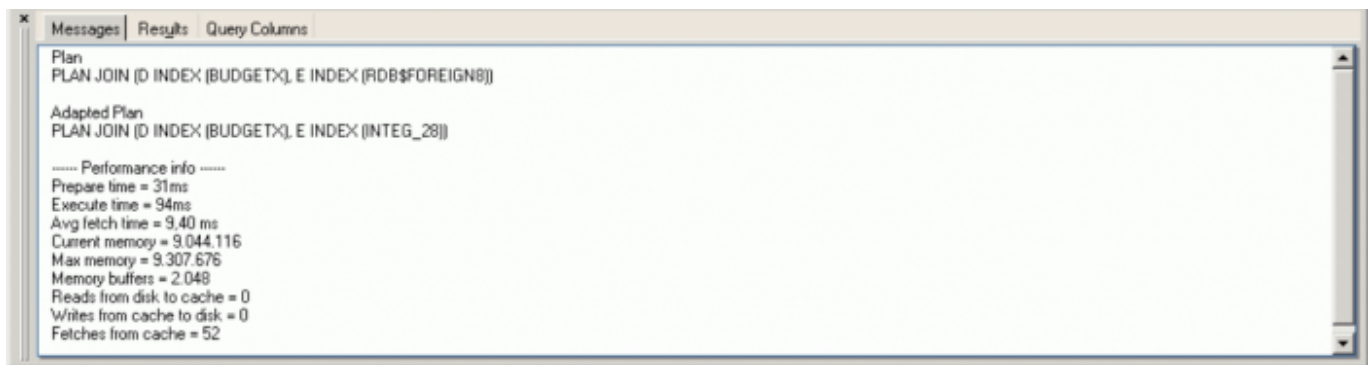 Messages Results Query Columns
Plan
PLAN JOIN (D INDEX (BUDGETX), E INDEX (RDB$FOREIGN8))
Adapted Plan
PLAN JOIN (D INDEX (BUDGETX), E INDEX (INTEG_28))
------ Performance info ------
Prepare time = 31ms
Execute time = 94ms
Avg fetch time = 9,40 ms
Current memory = 9.044.116
Max memory = 9.307.676
Memory buffers = 2.048
Reads from disk to cache = 0
Writes from cache to disk = 0
Fetches from cache = 52